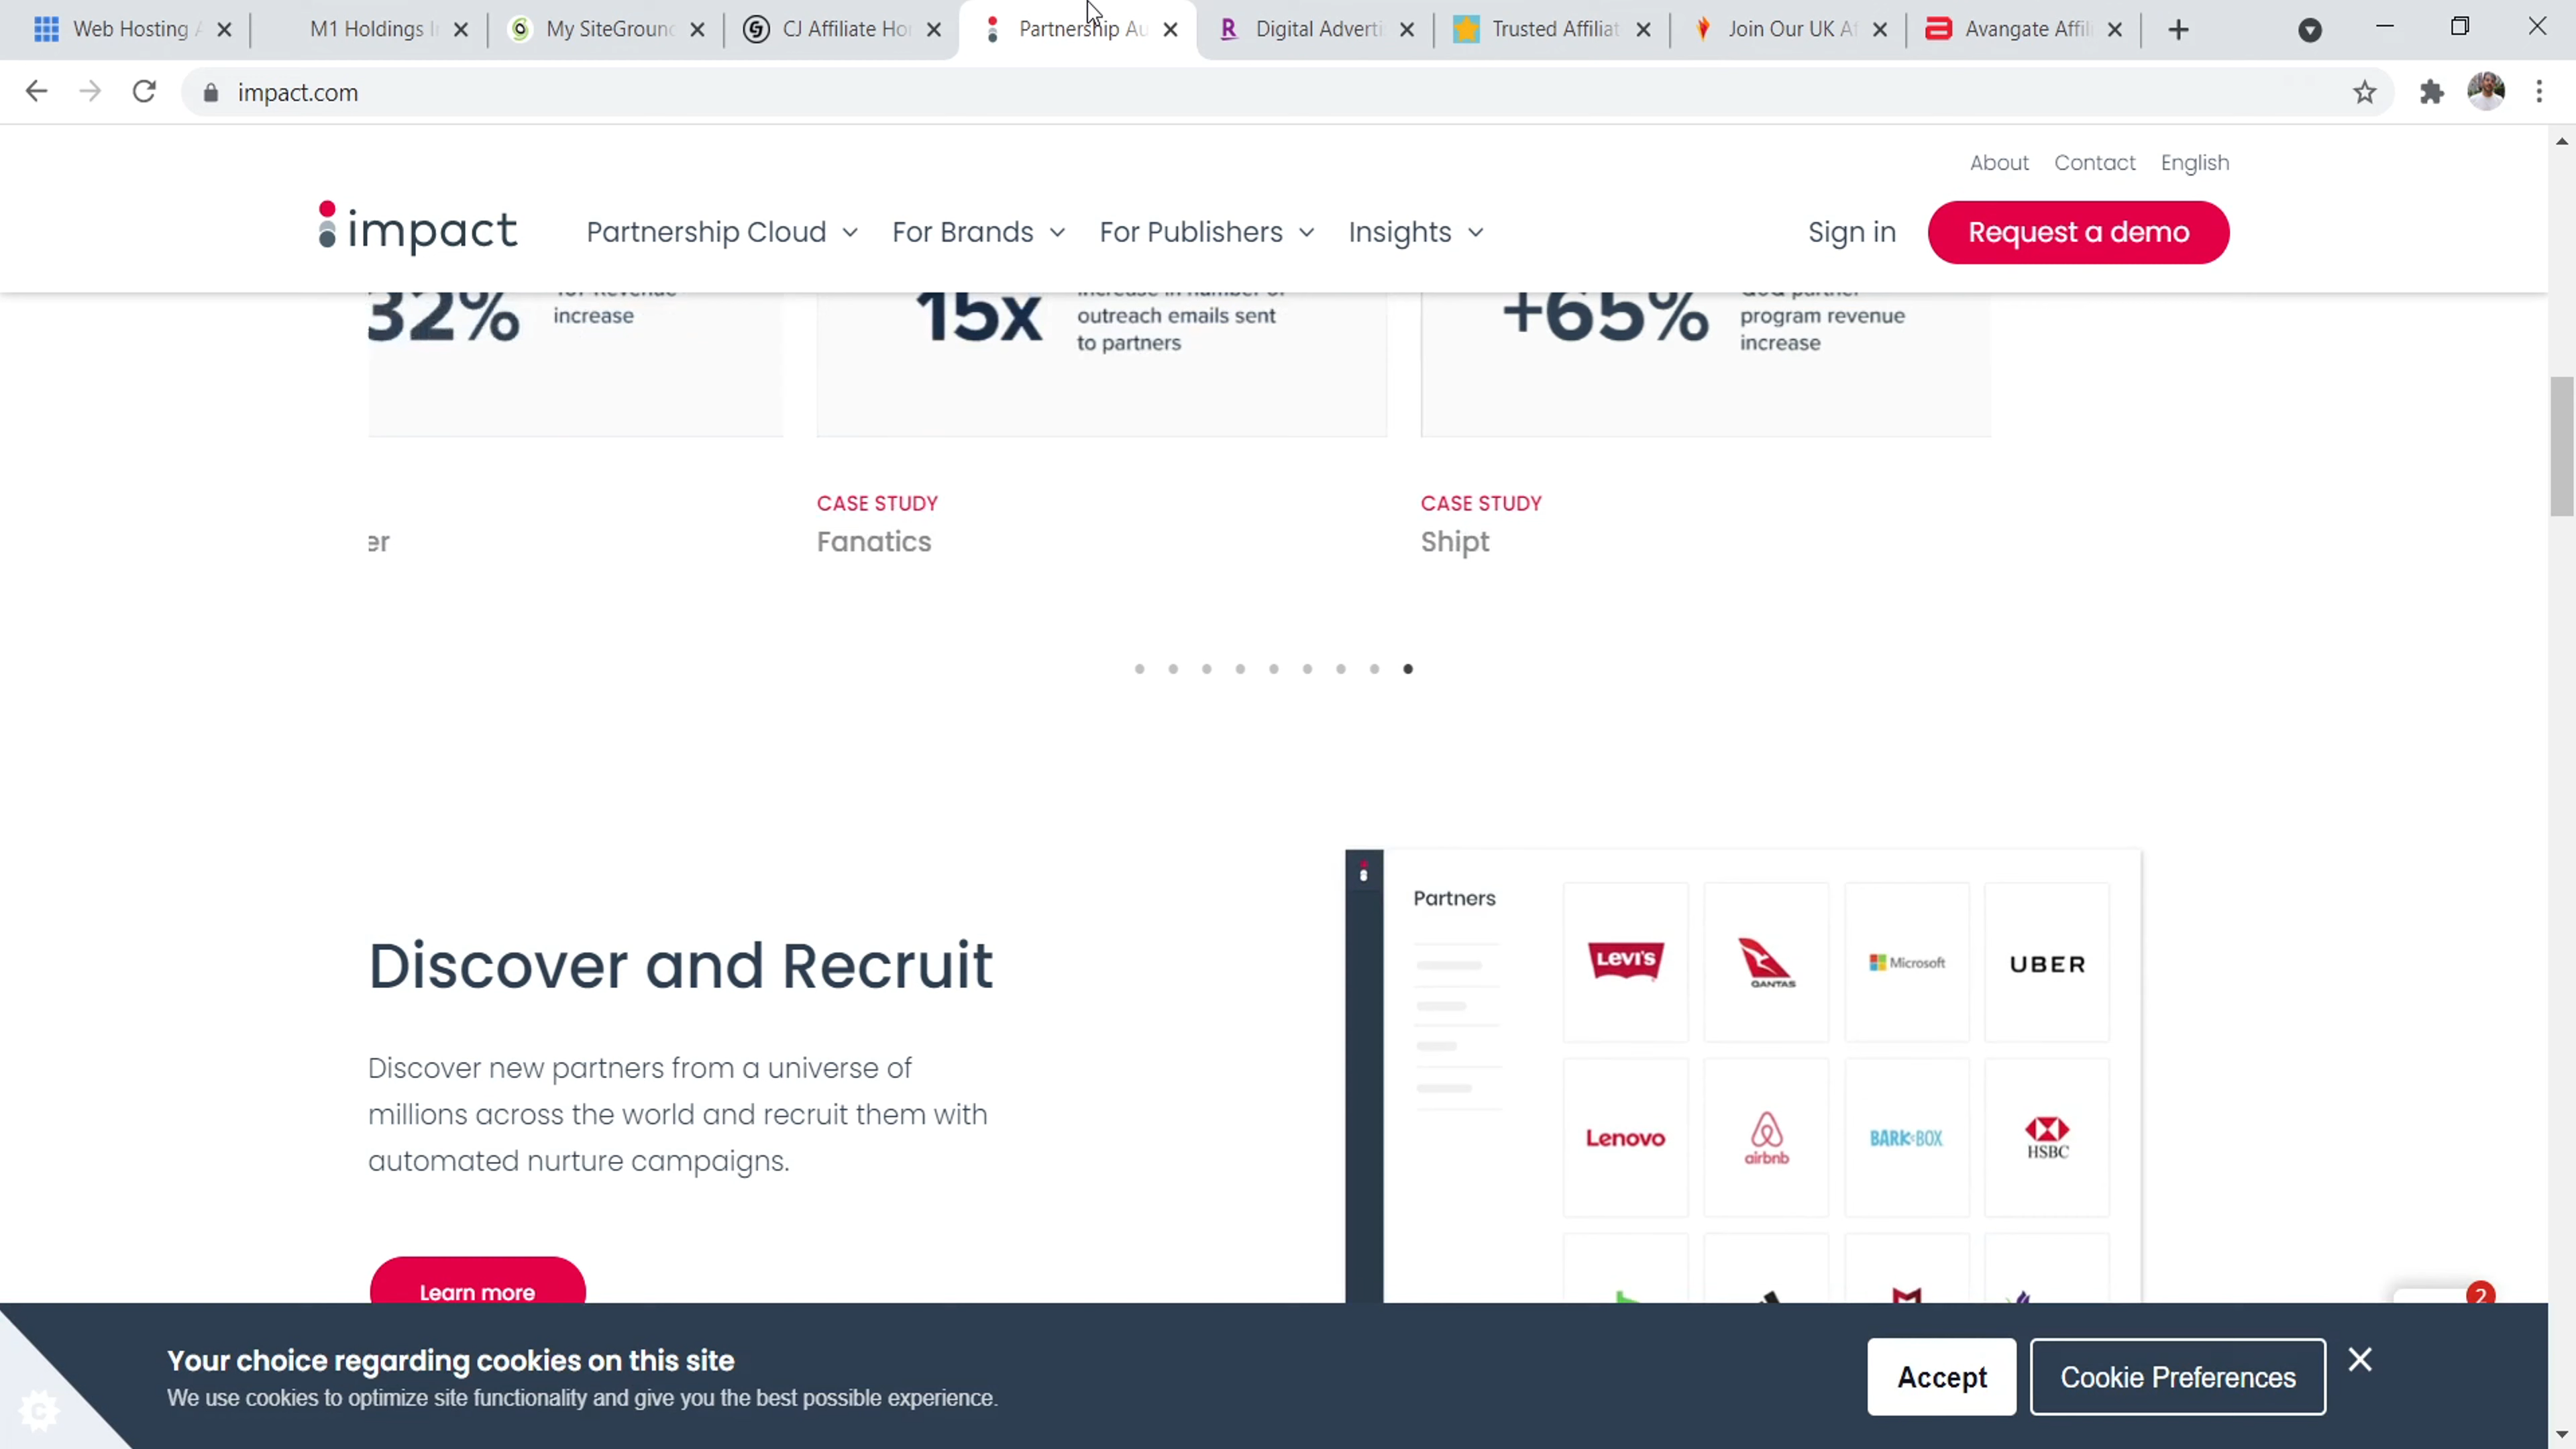 Web Hosting A
M1 Holdings I
My SiteGroun
CJ Affiliate Ho
Partnership Au
Digital Adverti
Trusted Affiliat
Join Our UK Af
Avangate Affil
impact.com
About Contact English
impact
Partnership Cloud For Brands For Publishers Insights Sign in Request a demo
32%
increase
15x
outreach emails sent
to partners
+65%
program revenue
increase
CASE STUDY
Fanatics
CASE STUDY
Shipt
er
Discover and Recruit
Discover new partners from a universe of
millions across the world and recruit them with
automated nurture campaigns.
Learn more
Partners
LEVI'S
QANTAS
Microsoft
UBER
Lenovo
airbnb
BARK BOX
HSBC
2
Your choice regarding cookies on this site
We use cookies to optimize site functionality and give you the best possible experience.
Accept
Cookie Preferences